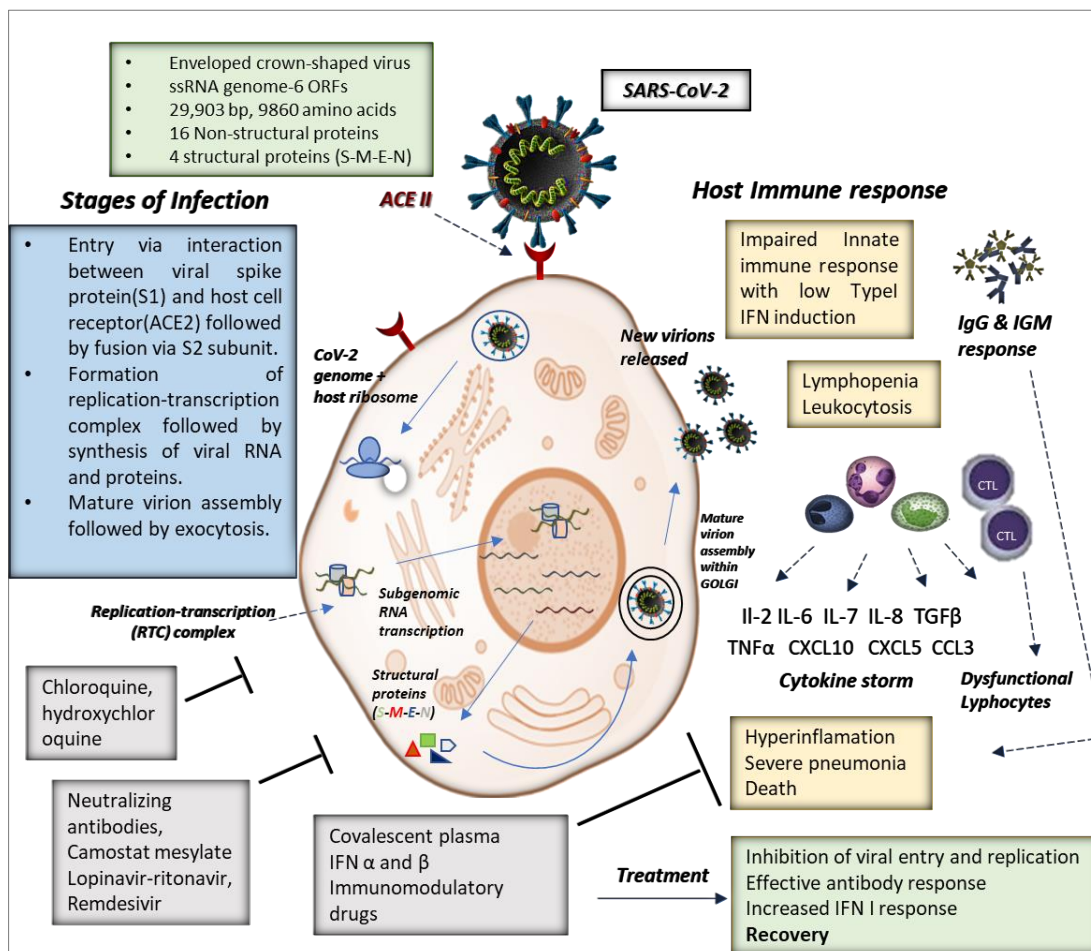 • Enveloped crown-shaped virus
• ssRNA genome-6 ORFs
• 29,903 bp, 9860 amino acids
• 16 Non-structural proteins
• 4 structural proteins (S-M-E-N)
SARS-CoV-2
ACE II
Stages of Infection
• Entry via interaction
between viral spike
protein(S1) and host cell
receptor(ACE2) followed
by fusion via S2 subunit.
• Formation of
replication-transcription
complex followed by
synthesis of viral RNA
and proteins.
• Mature virion assembly
followed by exocytosis.
CoV-2
genome +
host ribosome
Replication-transcription
(RTC) complex
Subgenomic
RNA
transcription
Structural
proteins
(S-M-E-N)
New virions
released
Mature
virion
assembly
within
GOLGI
Host Immune response
Impaired Innate
immune response
with low TypeI
IFN induction
IgG & IGM
response
Lymphopenia
Leukocytosis
CTL
CTL
Il-2 IL-6 IL-7 IL-8 TGFβ
TNFα CXCL10 CXCL5 CCL3
Cytokine storm
Dysfunctional
Lyphocytes
Hyperinflamation
Severe pneumonia
Death
Chloroquine,
hydroxychlor
oquine
Neutralizing
antibodies,
Camostat mesylate
Lopinavir-ritonavir,
Remdesivir
Covalescent plasma
IFN α and β
Immunomodulatory
drugs
Treatment
Inhibition of viral entry and replication
Effective antibody response
Increased IFN I response
Recovery